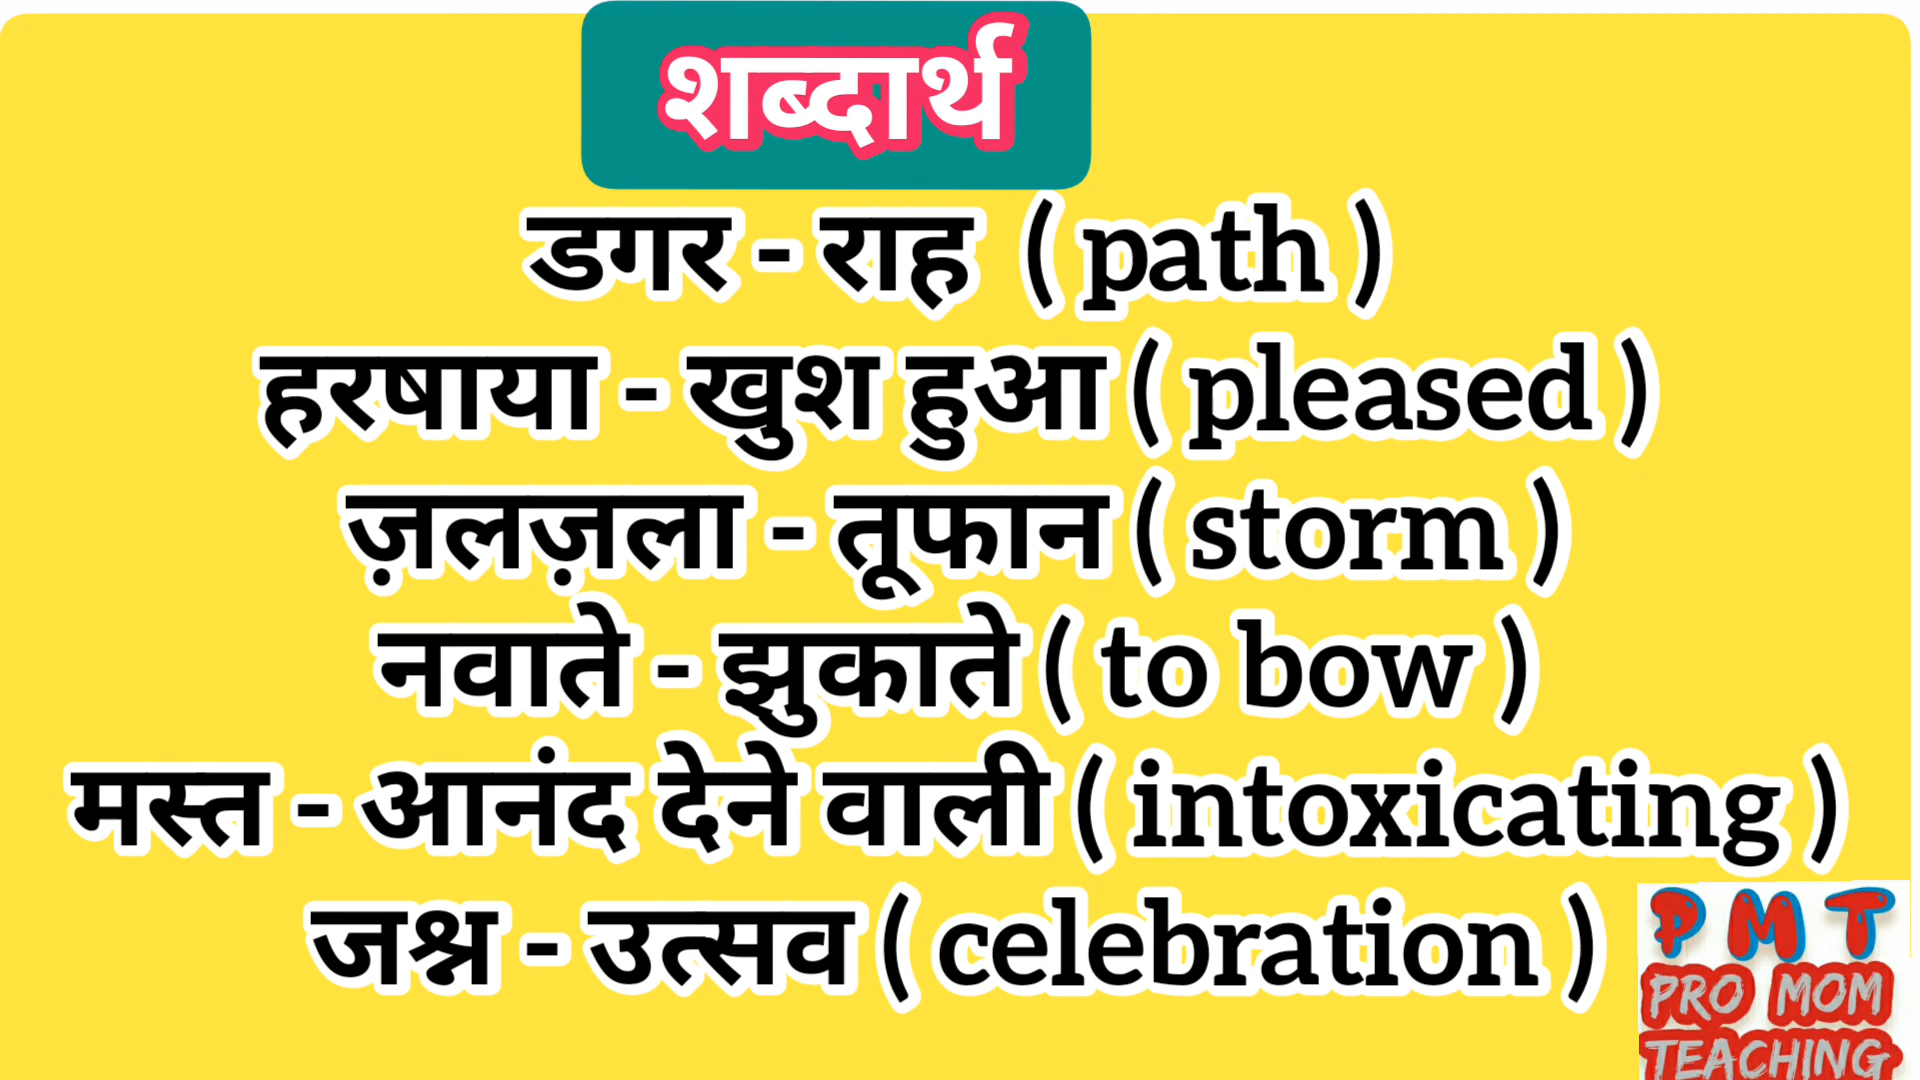 शब्दार्थ
डगर - राह ( path )
हरषाया - खुश हुआ ( pleased )
ज़लज़ला - तूफान ( storm )
नवाते - झुकाते ( to bow )
मस्त - आनंद देने वाली ( intoxicating )
जश्न - उत्सव ( celebration )
PMT
PRO MOM
TEACHING